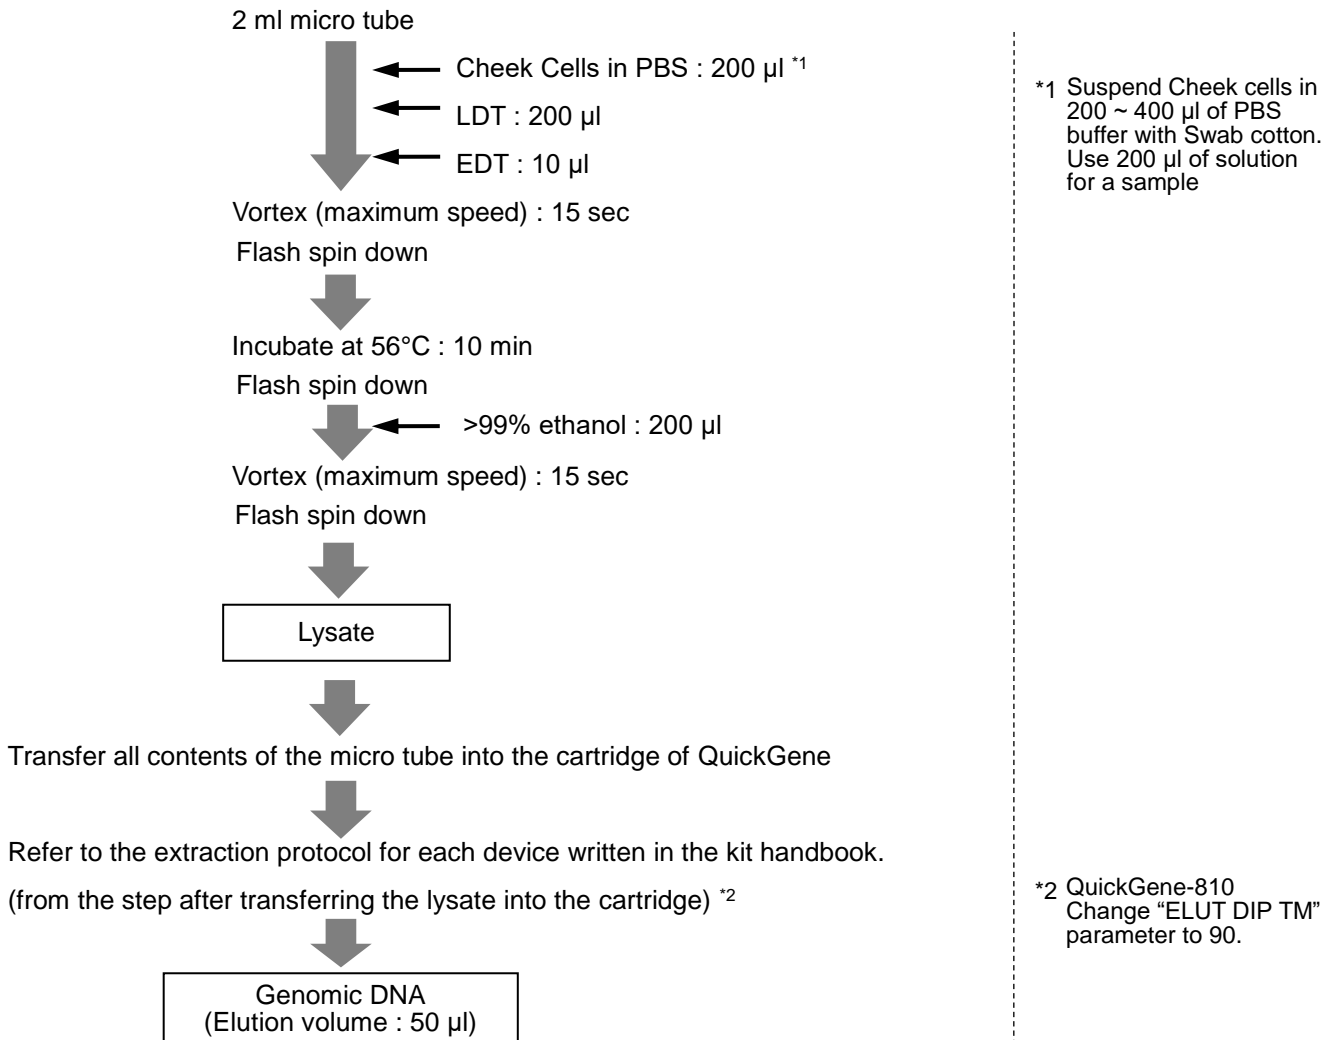 2 ml micro tube
Cheek Cells in PBS : 200 µl *1
LDT : 200 µl
EDT : 10 µl
Vortex (maximum speed) : 15 sec
Flash spin down
Incubate at 56°C : 10 min
Flash spin down
>99% ethanol : 200 µl
Vortex (maximum speed) : 15 sec
Flash spin down
Lysate
Transfer all contents of the micro tube into the cartridge of QuickGene
Refer to the extraction protocol for each device written in the kit handbook.
(from the step after transferring the lysate into the cartridge) *2
Genomic DNA
(Elution volume : 50 µl)
*1 Suspend Cheek cells in
200 ~ 400 µl of PBS
buffer with Swab cotton.
Use 200 µl of solution
for a sample
*2 QuickGene-810
Change “ELUT DIP TM”
parameter to 90.